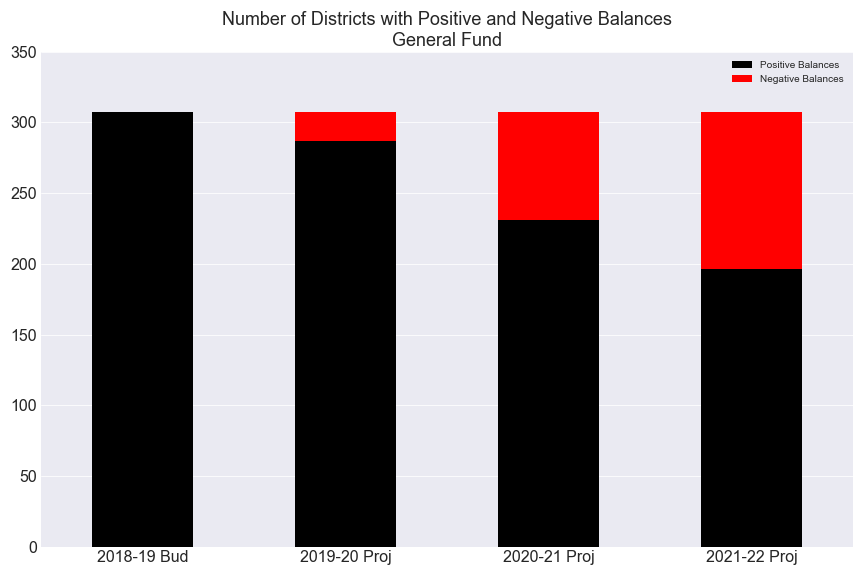 Number of Districts with Positive and Negative Balances
General Fund
350
300
250
200
150
100
50
0
Positive Balances
Negative Balances
2018-19 Bud
2019-20 Proj
2020-21 Proj
2021-22 Proj